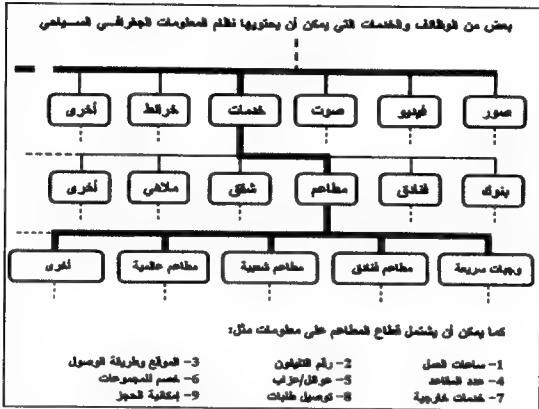 بعض من الوظائف والخدمات التي يمكن أن يحتويها نظام المعلومات الجغرافي السياحي
صور فيديو صوت خدمات خرائط أخرى
بنوك فنادق مطاعم شقق ملاهي أخرى
وجبات سريعة مطاعم فنادق مطاعم شعبية مطاعم عالمية أخرى
كما يمكن أن يشتمل قطاع المطاعم على معلومات مثل:
1- ساعات العمل 2- رقم التليفون 3- الموقع وطريقة الوصول
4- عدد المقاعد 5- عوائل/عزاب 6- خصم للمجموعات
7- خدمات خارجية 8- توصيل طلبات 9- إمكانية الحجز